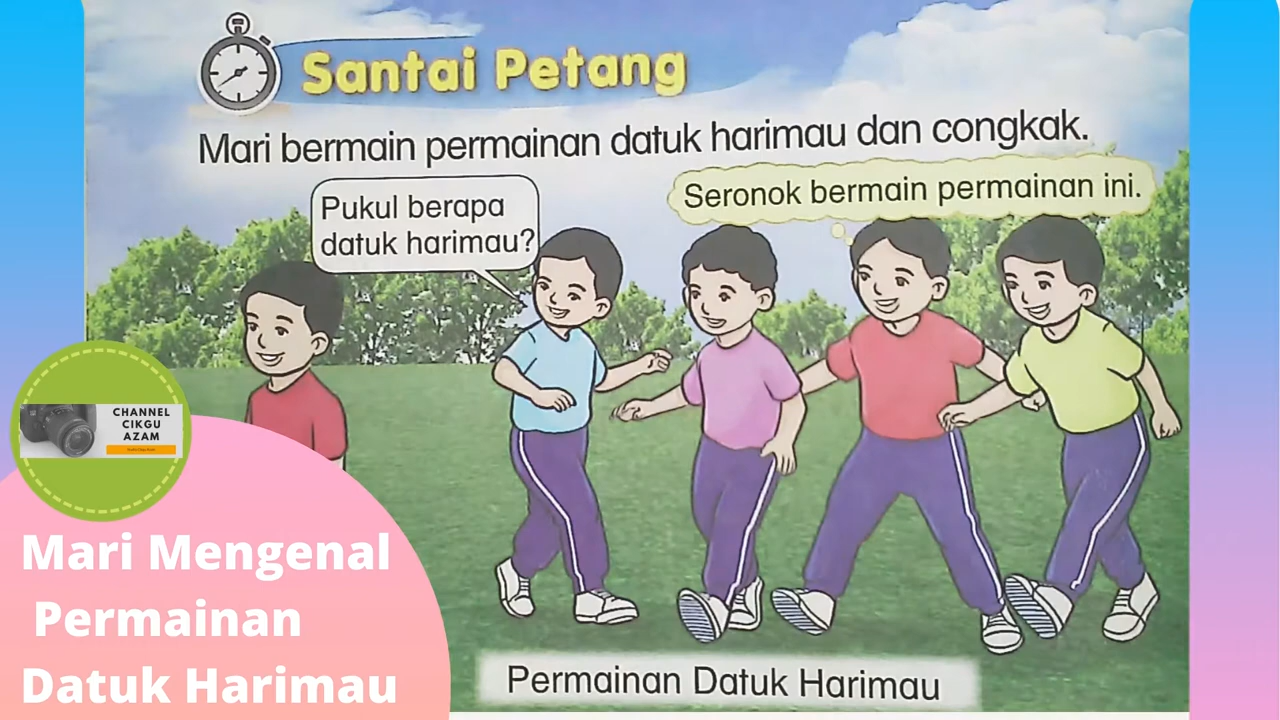 Santai Petang
Mari bermain permainan datuk harimau dan congkak.
Pukul berapa
datuk harimau?
Seronok bermain permainan ini.
CHANNEL
CIKGU
AZAM
Mari Mengenal
Permainan
Datuk Harimau
Permainan Datuk Harimau